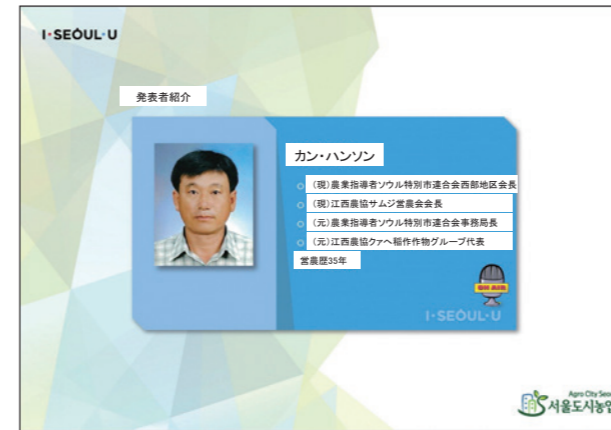 I·SEOUL·U
発表者紹介
カン・ハンソン
（現）農業指導者ソウル特別市連合会西部地区会長
（現）江西農協サムジ営農会会長
（元）農業指導者ソウル特別市連合会事務局長
（元）江西農協クァヘ稲作作物グループ代表
営農歴35年
ON AIR
I·SEOUL·U
Agro City Seoul
서울도시농업